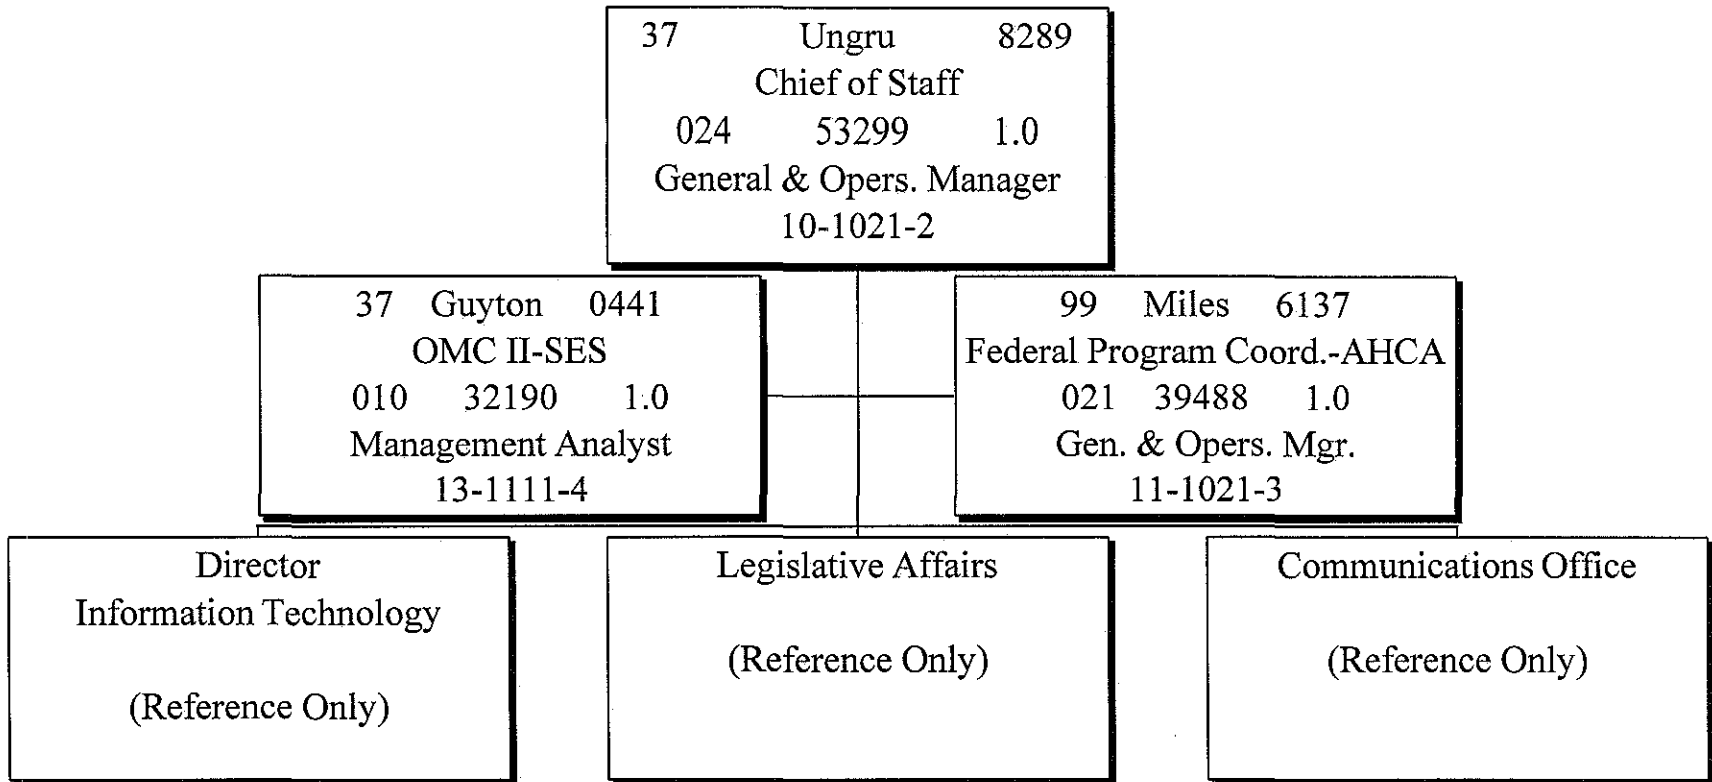 37 Ungru 8289
Chief of Staff
024 53299 1.0
General & Opers. Manager
10-1021-2
37 Guyton 0441
OMC II-SES
010 32190 1.0
Management Analyst
13-1111-4
99 Miles 6137
Federal Program Coord.-AHCA
021 39488 1.0
Gen. & Opers. Mgr.
11-1021-3
Director
Information Technology
(Reference Only)
Legislative Affairs
(Reference Only)
Communications Office
(Reference Only)